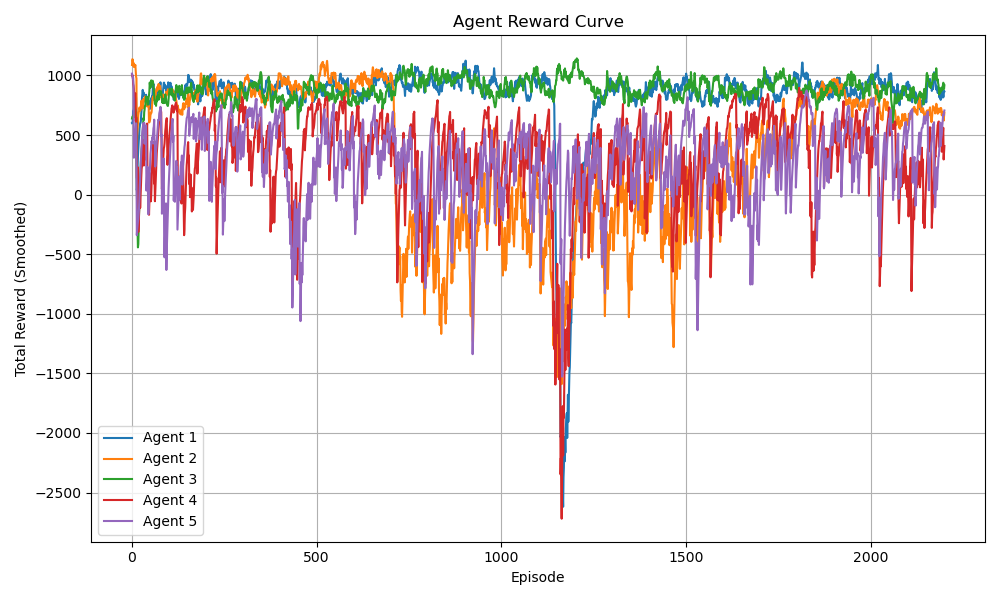 Agent Reward Curve
Total Reward (Smoothed)
1000
500
0
−500
−1000
−1500
−2000
−2500
Agent 1
Agent 2
Agent 3
Agent 4
Agent 5
0 500 1000 1500 2000
Episode